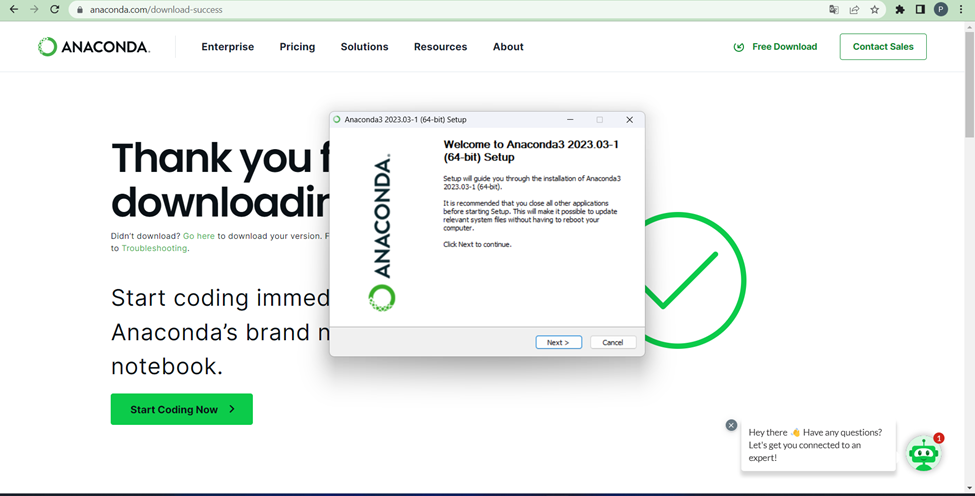 anaconda.com/download-success
P
ANACONDA.
Enterprise
Pricing
Solutions
Resources
About
Free Download
Contact Sales
Thank you f
downloadin
Didn't download? Go here to download your version. F
to Troubleshooting.
Start coding immed
Anaconda's brand n
notebook.
Start Coding Now
Anaconda3 2023.03-1 (64-bit) Setup
ANACONDA.
Welcome to Anaconda3 2023.03-1
(64-bit) Setup
Setup will guide you through the installation of Anaconda3
2023.03-1 (64-bit).
It is recommended that you close all other applications
before starting Setup. This will make it possible to update
relevant system files without having to reboot your
computer.
Click Next to continue.
Next >
Cancel
Hey there 👋 Have any questions?
Let's get you connected to an
expert!
1